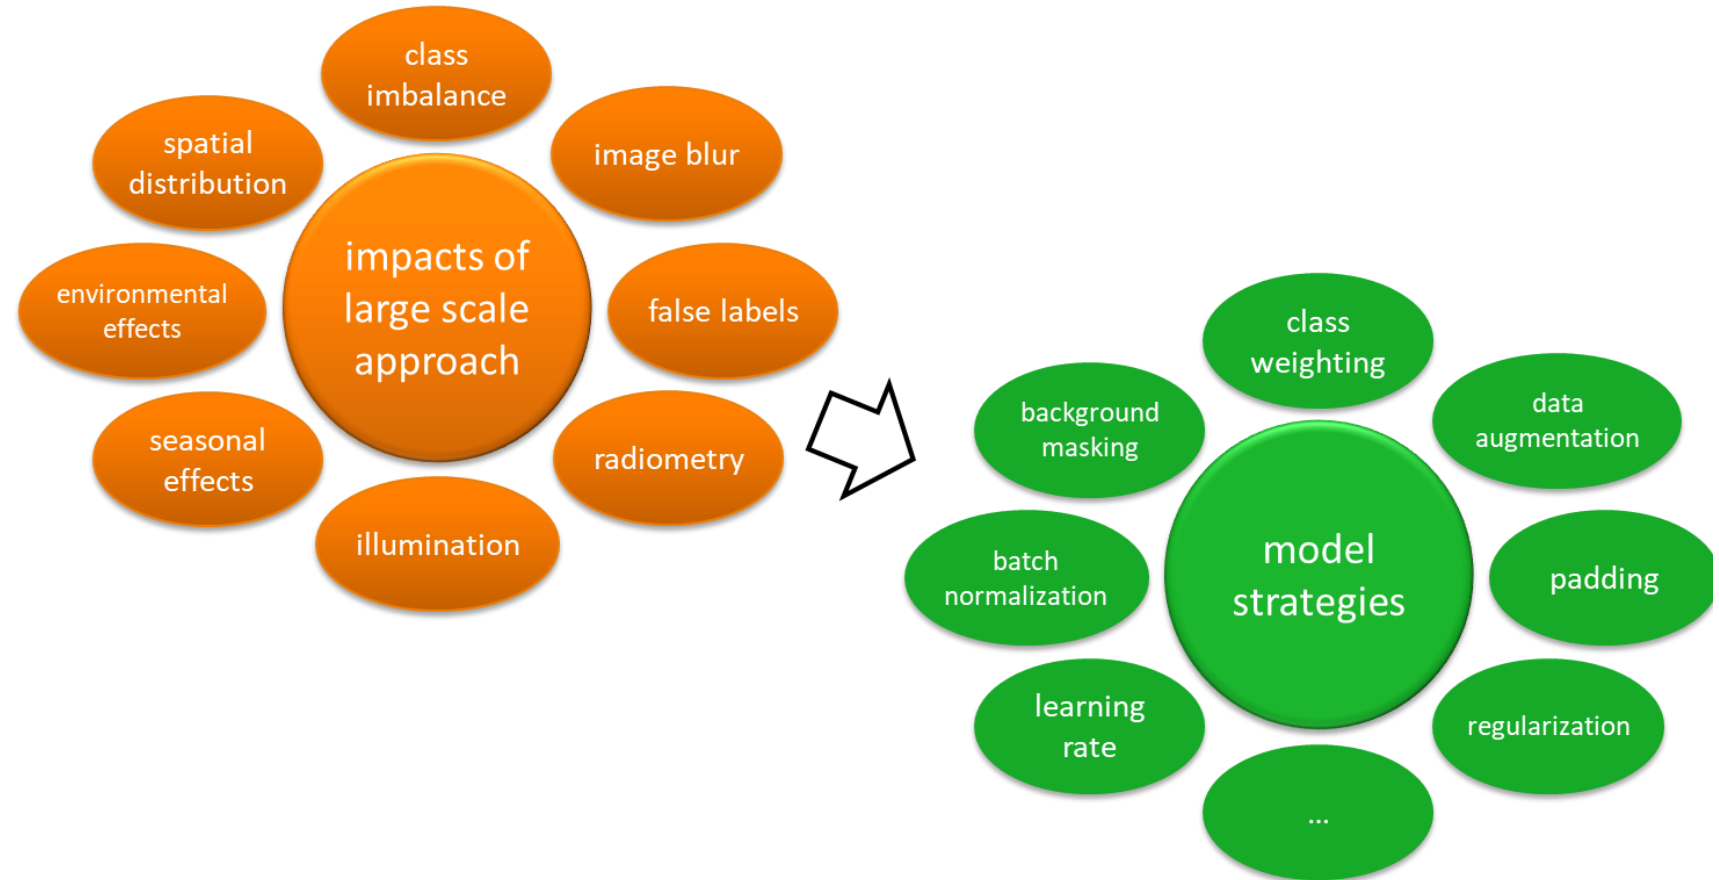 class
imbalance
image blur
false labels
radiometry
illumination
seasonal
effects
environmental
effects
spatial
distribution
impacts of
large scale
approach
class
weighting
data
augmentation
padding
regularization
...
learning
rate
batch
normalization
background
masking
model
strategies